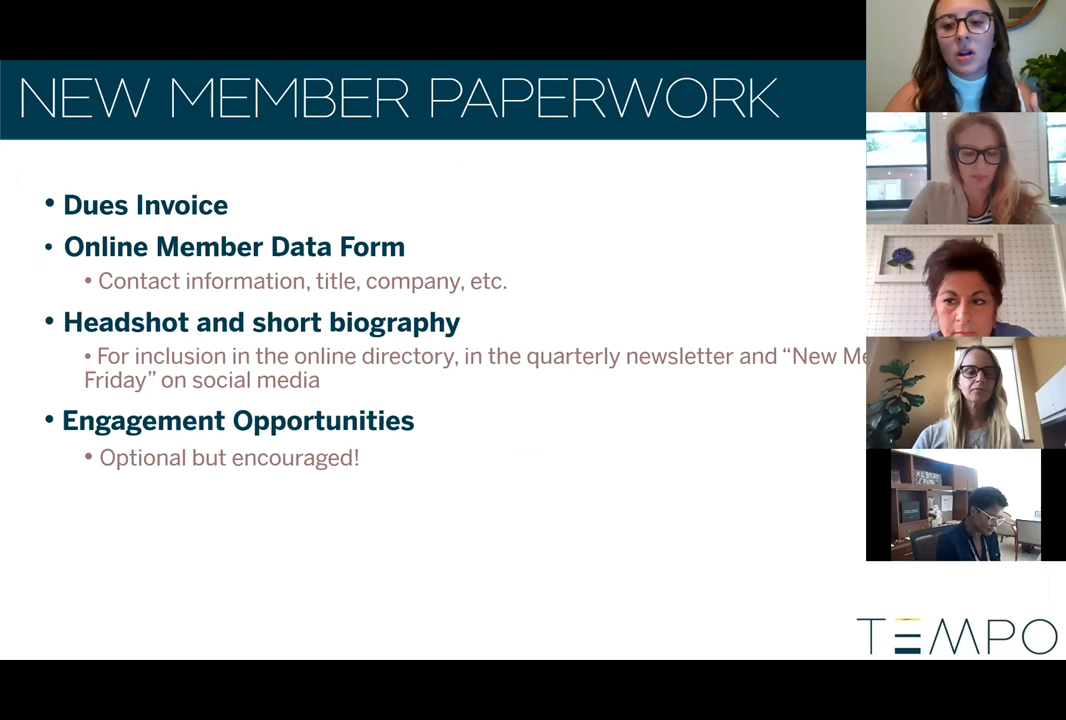 NEW MEMBER PAPERWORK
• Dues Invoice
• Online Member Data Form
• Contact information, title, company, etc.
• Headshot and short biography
• For inclusion in the online directory, in the quarterly newsletter and “New Me
Friday” on social media
• Engagement Opportunities
• Optional but encouraged!
TEMPO